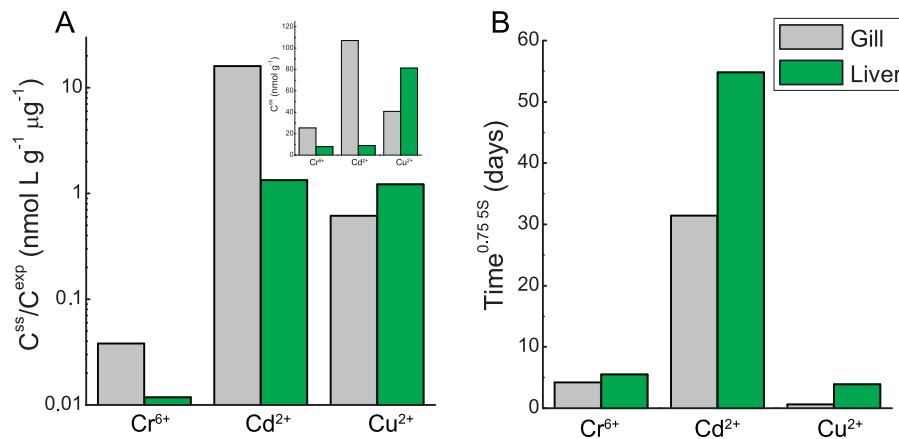 A
C^ss/C^exp (nmol L g⁻¹ μg⁻¹)
10
1
0.1
0.01
Cr⁶⁺ Cd²⁺ Cu²⁺
C^ss (nmol g⁻¹)
120
100
80
60
40
20
0
Cr⁶⁺ Cd²⁺ Cu²⁺
B
Gill
Liver
Time^0.75 5S (days)
60
50
40
30
20
10
0
Cr⁶⁺ Cd²⁺ Cu²⁺